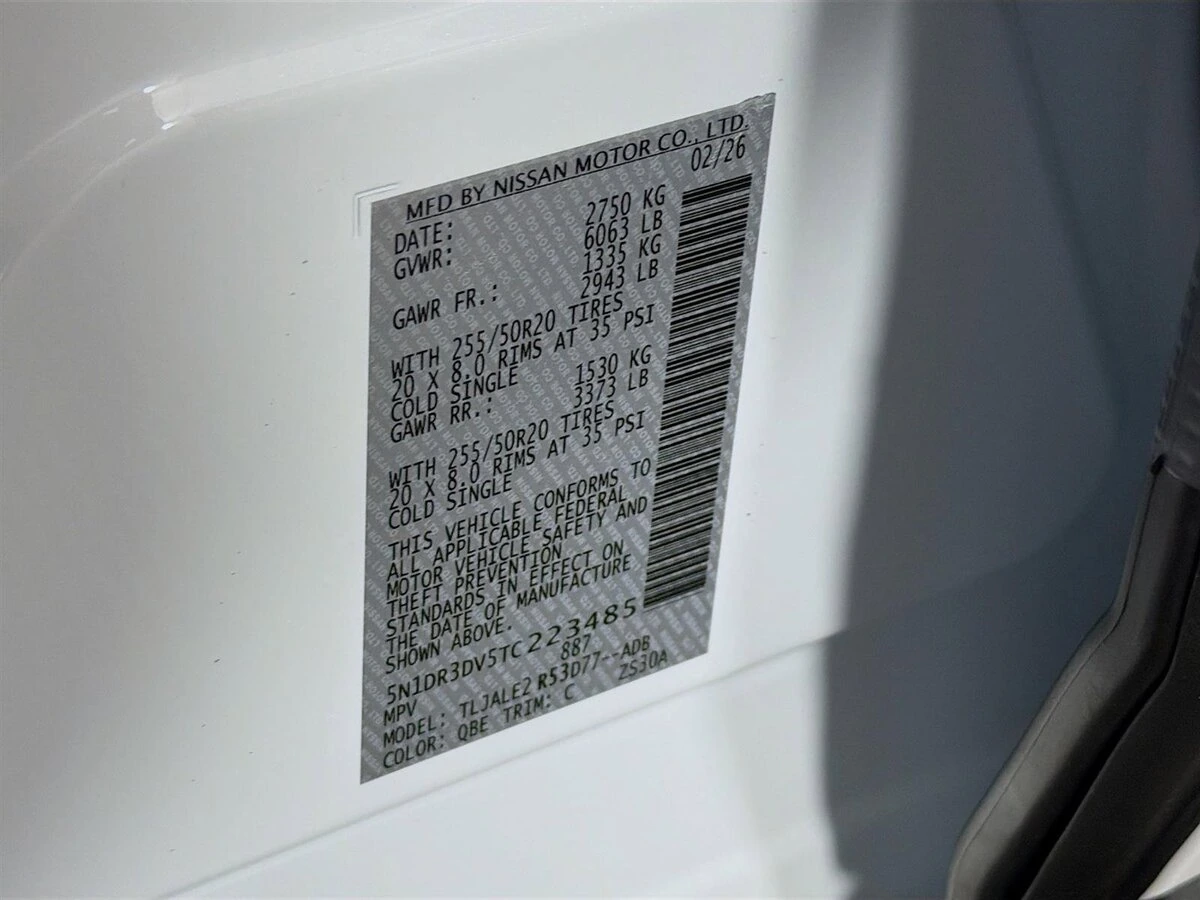 MFD BY NISSAN MOTOR CO., LTD.
DATE: 02/26
GVWR: 2750 KG
6063 LB
GAWR FR.: 1335 KG
2943 LB
WITH 255/50R20 TIRES
20 X 8.0 RIMS AT 35 PSI
COLD SINGLE
GAWR RR.: 1530 KG
3373 LB
WITH 255/50R20 TIRES
20 X 8.0 RIMS AT 35 PSI
COLD SINGLE
THIS VEHICLE CONFORMS TO
ALL APPLICABLE FEDERAL
MOTOR VEHICLE SAFETY AND
THEFT PREVENTION
STANDARDS IN EFFECT ON
THE DATE OF MANUFACTURE
SHOWN ABOVE.
5N1DR3DV5TC223485
MPV 887
MODEL: TLJALE2 R53D77--ADB
COLOR: QBE TRIM: C ZS30A